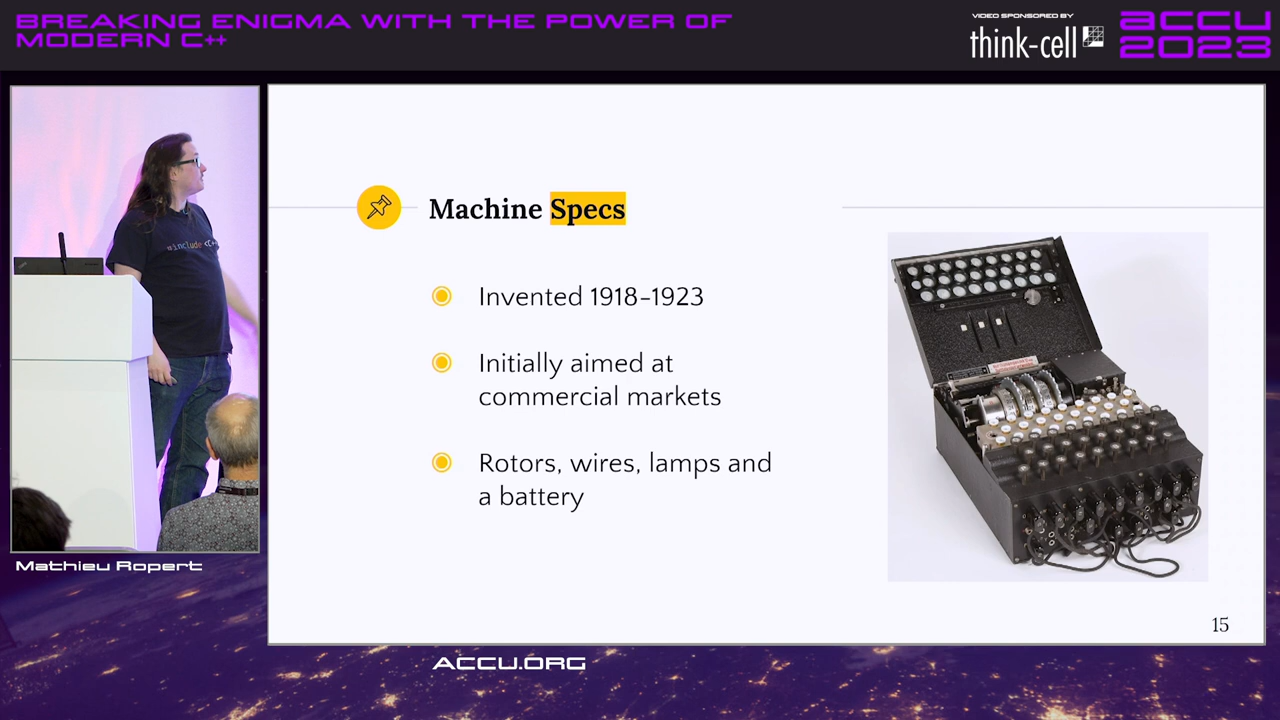 BREAKING ENIGMA WITH THE POWER OF
MODERN C++
VIDEO SPONSORED BY
think-cell
accu
2023
#include <C++>
Machine Specs
Invented 1918–1923
Initially aimed at
commercial markets
Rotors, wires, lamps and
a battery
15
Mathieu Ropert
ACCU.ORG